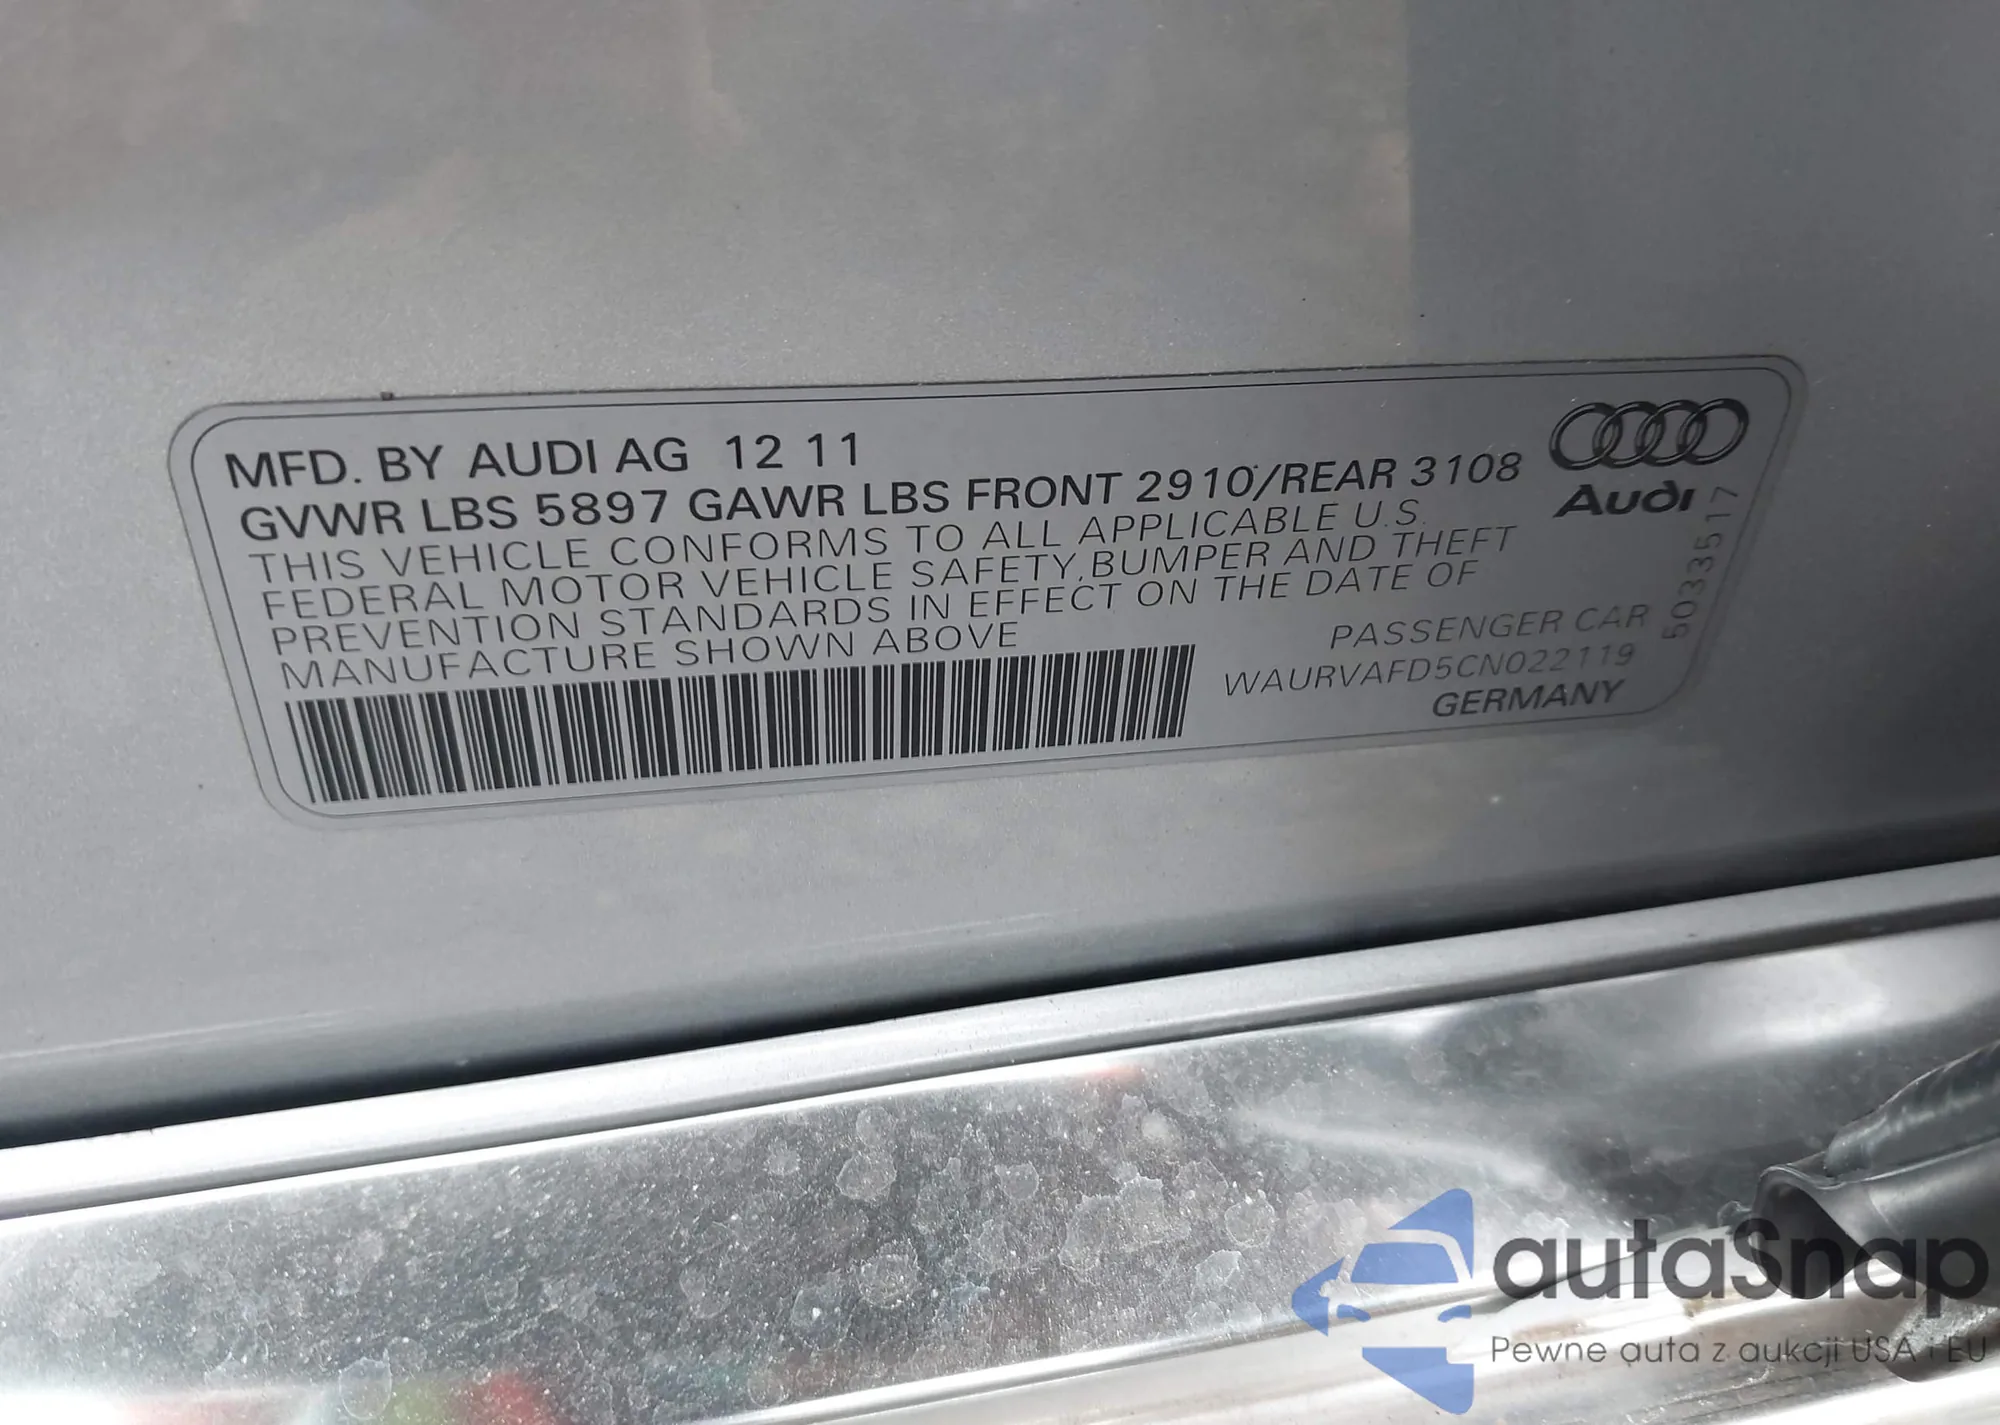 MFD. BY AUDI AG 12 11
GVWR LBS 5897 GAWR LBS FRONT 2910/REAR 3108
THIS VEHICLE CONFORMS TO ALL APPLICABLE U.S.
FEDERAL MOTOR VEHICLE SAFETY, BUMPER AND THEFT
PREVENTION STANDARDS IN EFFECT ON THE DATE OF
MANUFACTURE SHOWN ABOVE
PASSENGER CAR
WAURVAFD5CN022119
GERMANY
Audi
5033517
autaSnap
Pewne auta z aukcji USA i EU